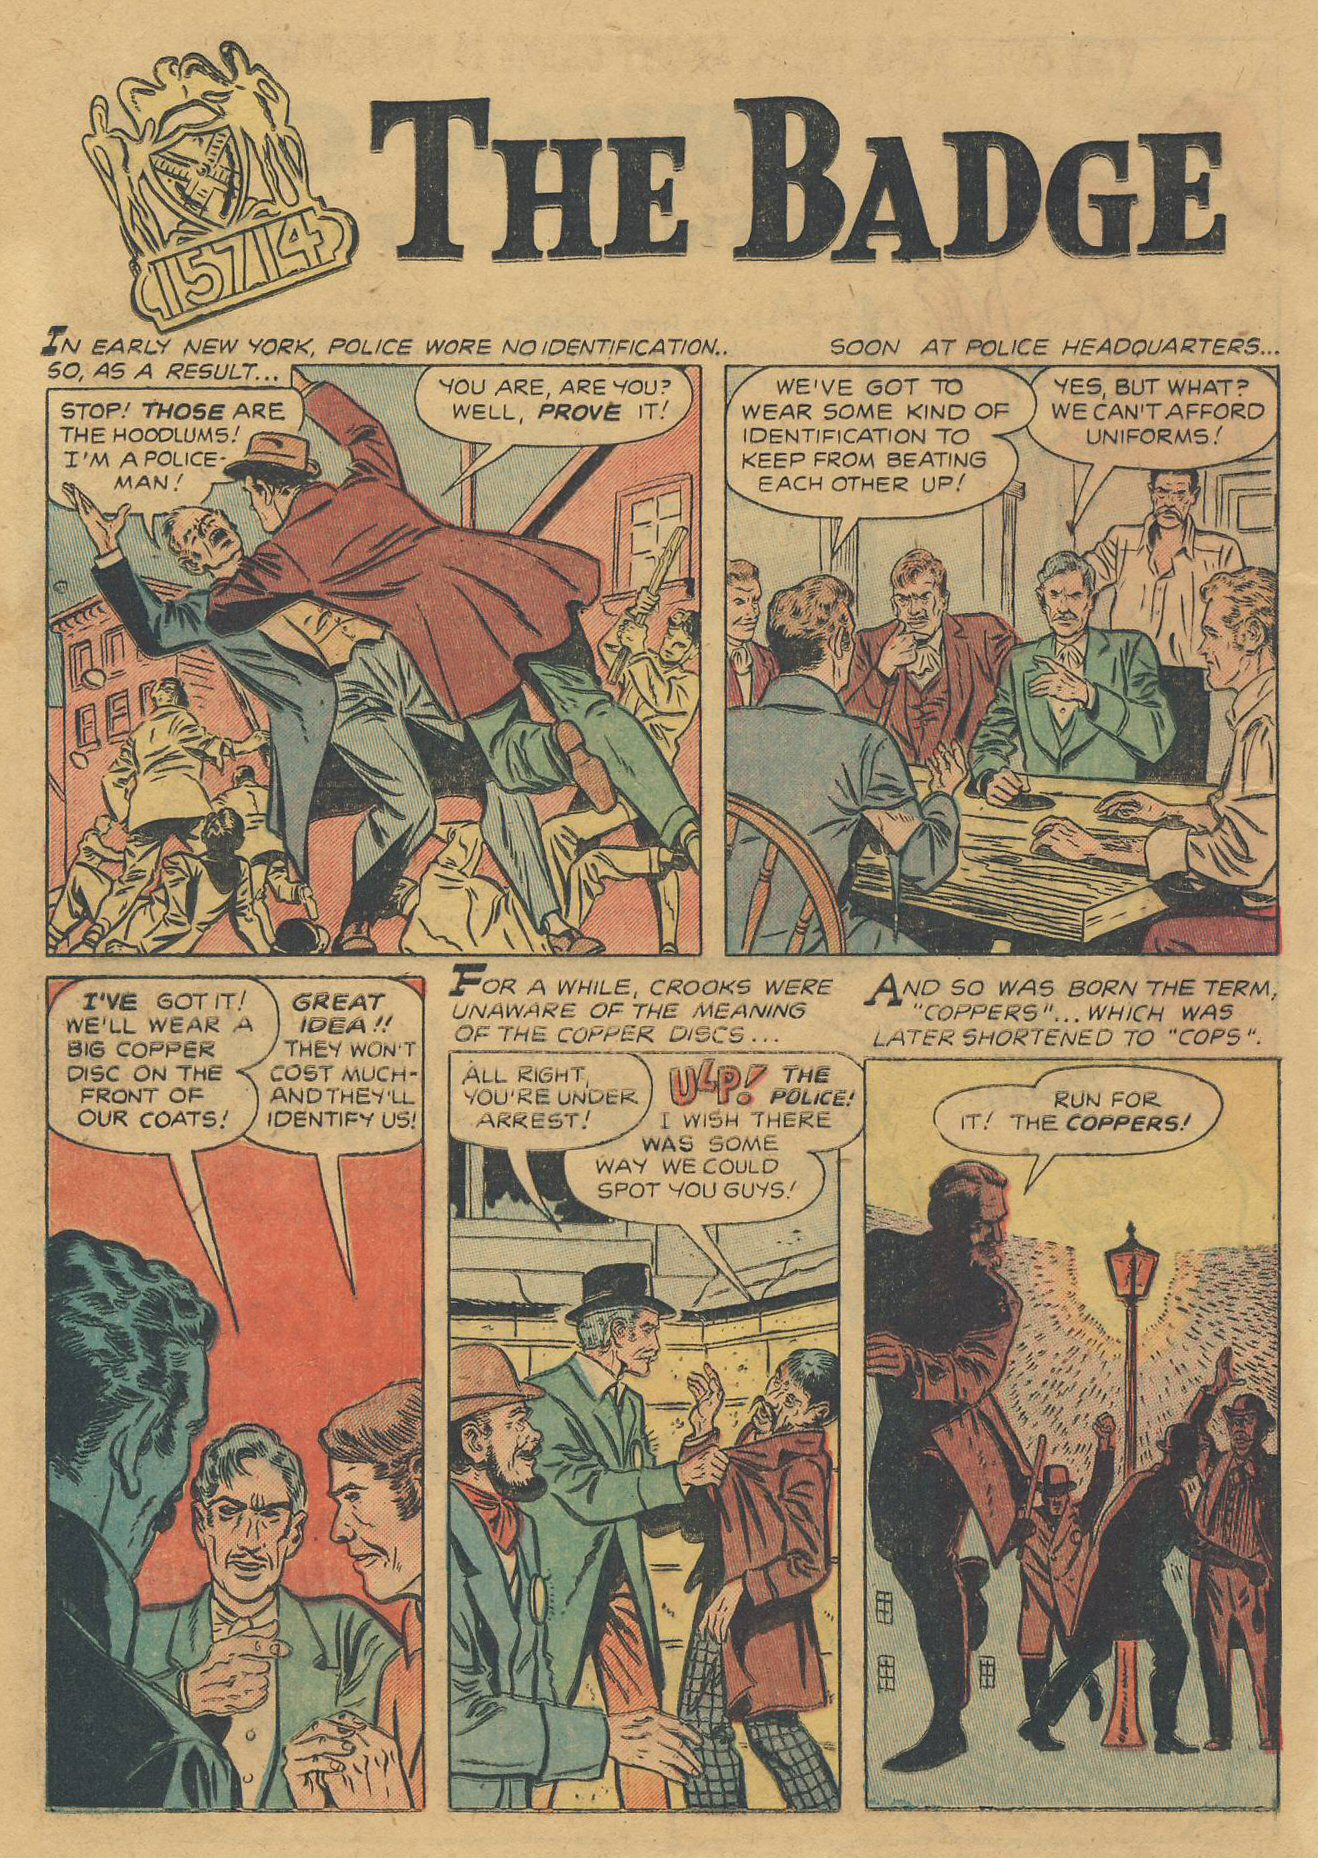 15714
THE BADGE
IN EARLY NEW YORK, POLICE WORE NO IDENTIFICATION..
SO, AS A RESULT...
STOP! THOSE ARE
THE HOODLUMS!
I'M A POLICE-
MAN!
YOU ARE, ARE YOU?
WELL, PROVE IT!
SOON AT POLICE HEADQUARTERS...
WE'VE GOT TO
WEAR SOME KIND OF
IDENTIFICATION TO
KEEP FROM BEATING
EACH OTHER UP!
YES, BUT WHAT?
WE CAN'T AFFORD
UNIFORMS!
I'VE GOT IT!
WE'LL WEAR A
BIG COPPER
DISC ON THE
FRONT OF
OUR COATS!
GREAT
IDEA!!
THEY WON'T
COST MUCH-
AND THEY'LL
IDENTIFY US!
FOR A WHILE, CROOKS WERE
UNAWARE OF THE MEANING
OF THE COPPER DISCS...
ALL RIGHT,
YOU'RE UNDER
ARREST!
ULP! THE
POLICE!
I WISH THERE
WAS SOME
WAY WE COULD
SPOT YOU GUYS!
AND SO WAS BORN THE TERM,
"COPPERS"... WHICH WAS
LATER SHORTENED TO "COPS".
RUN FOR
IT! THE COPPERS!